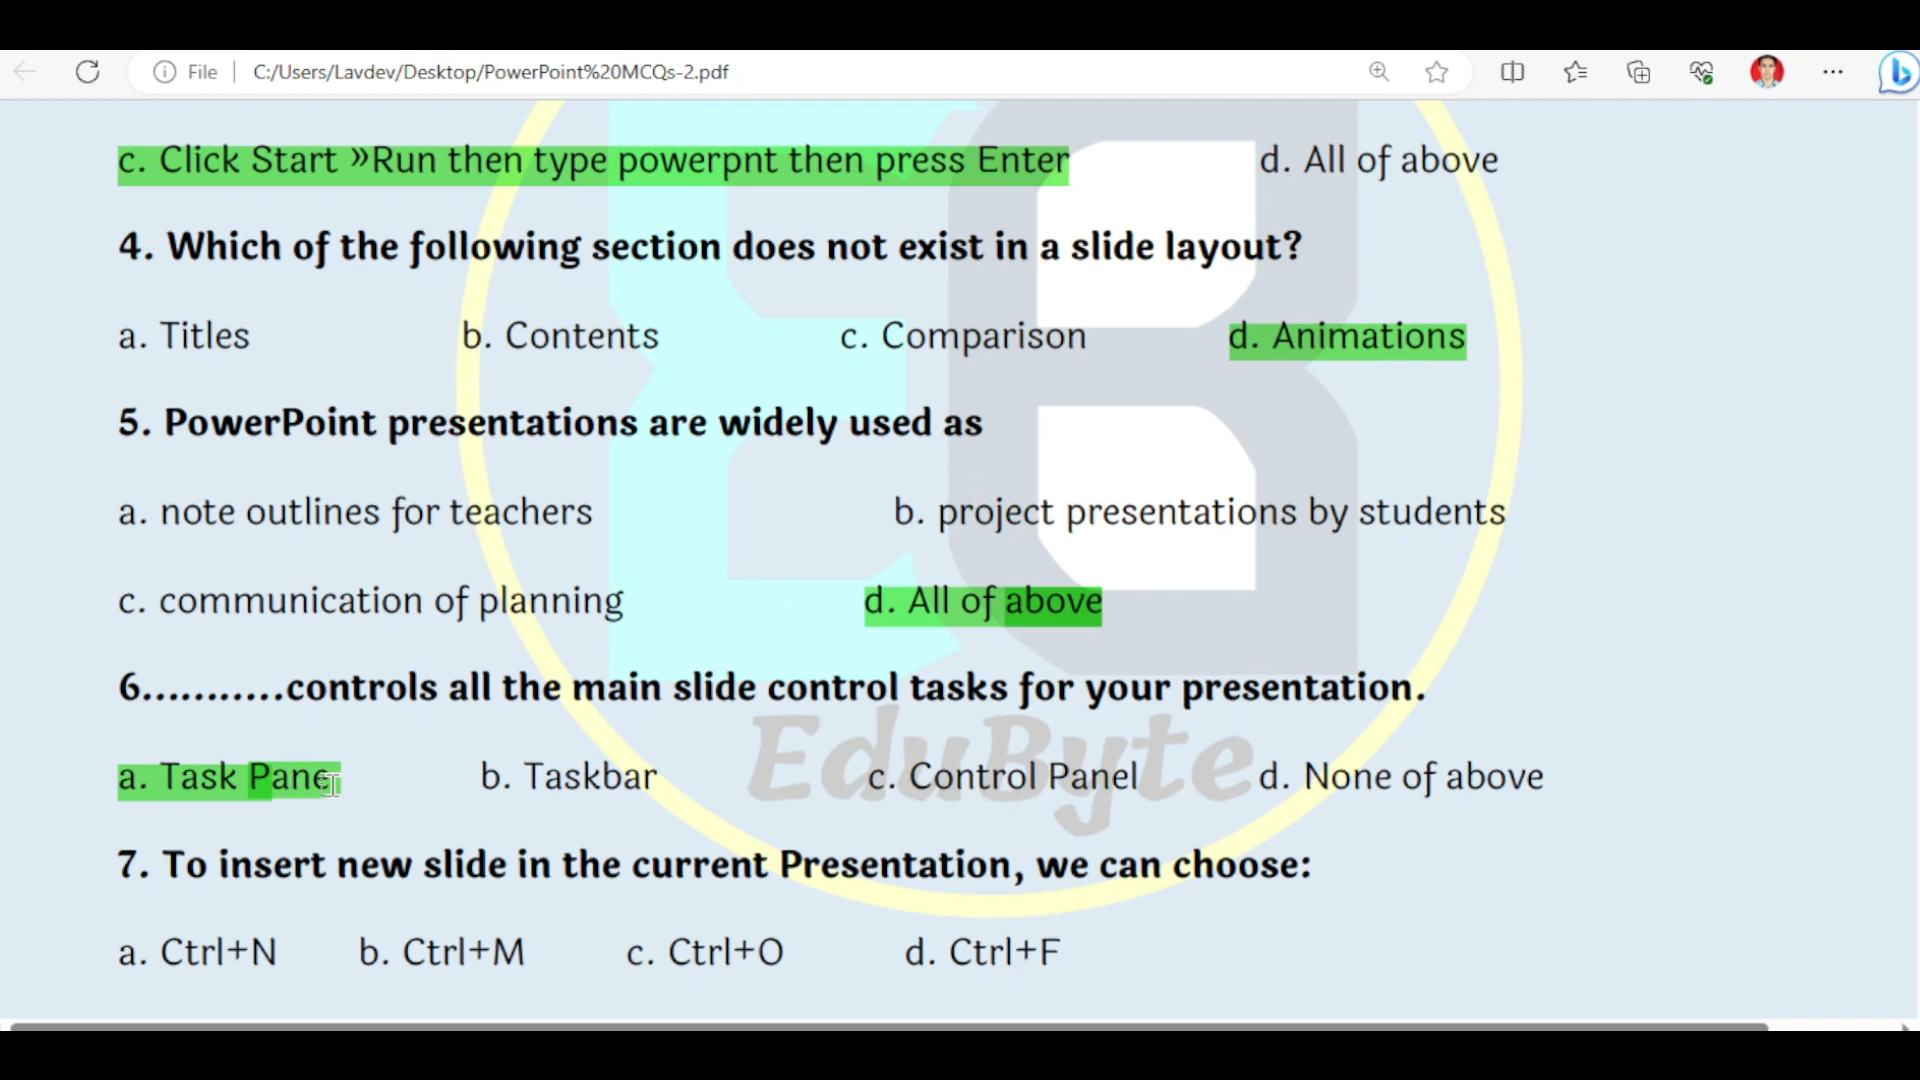 File C:/Users/Lavdev/Desktop/PowerPoint%20MCQs-2.pdf
c. Click Start »Run then type powerpnt then press Enter d. All of above
4. Which of the following section does not exist in a slide layout?
a. Titles b. Contents c. Comparison d. Animations
5. PowerPoint presentations are widely used as
a. note outlines for teachers b. project presentations by students
c. communication of planning d. All of above
6...........controls all the main slide control tasks for your presentation.
EduByte
a. Task Pane b. Taskbar c. Control Panel d. None of above
7. To insert new slide in the current Presentation, we can choose:
a. Ctrl+N b. Ctrl+M c. Ctrl+O d. Ctrl+F